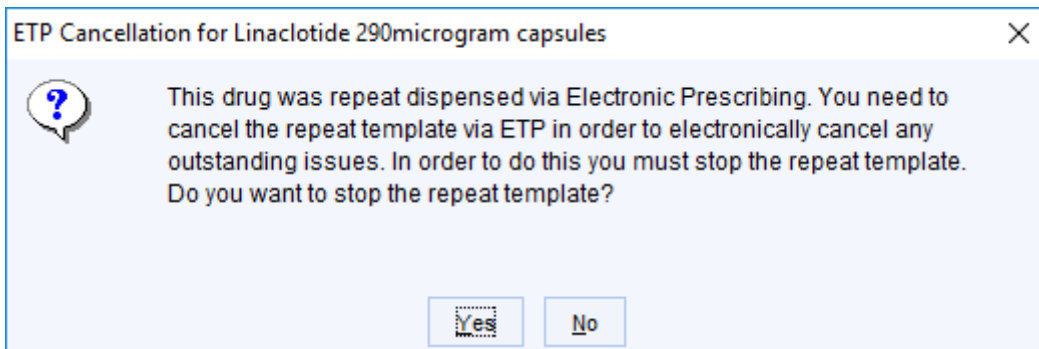 ETP Cancellation for Linaclotide 290microgram capsules
?
This drug was repeat dispensed via Electronic Prescribing. You need to
cancel the repeat template via ETP in order to electronically cancel any
outstanding issues. In order to do this you must stop the repeat template.
Do you want to stop the repeat template?
Yes No